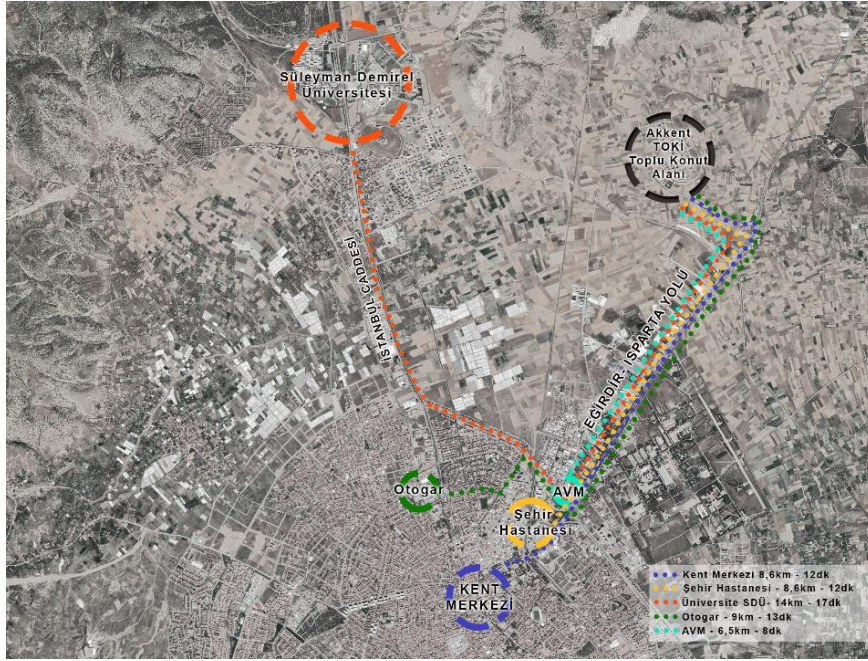 Süleyman Demirel
Üniversitesi
Akkent
TOKİ
Toplu Konut
Alanı
İSTANBUL CADDESİ
EĞİRDİR- ISPARTA YOLU
Otogar
AVM
Şehir
Hastanesi
KENT
MERKEZİ
Kent Merkezi 8,6km - 12dk
Şehir Hastanesi - 8,6km - 12dk
Üniversite SDÜ- 14km - 17dk
Otogar - 9km - 13dk
AVM - 6,5km - 8dk